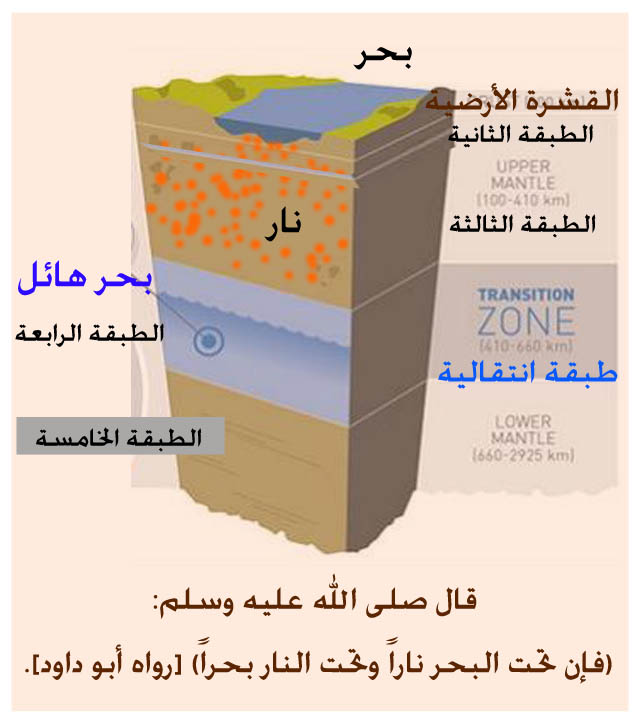 بحر
القشرة الأرضية
الطبقة الثانية
UPPER
MANTLE
(100-410 km)
الطبقة الثالثة
نار
بحر هائل
TRANSITION
ZONE
(410-660 km)
الطبقة الرابعة
طبقة انتقالية
LOWER
MANTLE
(660-2925 km)
الطبقة الخامسة
قال صلى الله عليه وسلم:
(فإن تحت البحر ناراً وتحت النار بحراً) [رواه أبو داود].